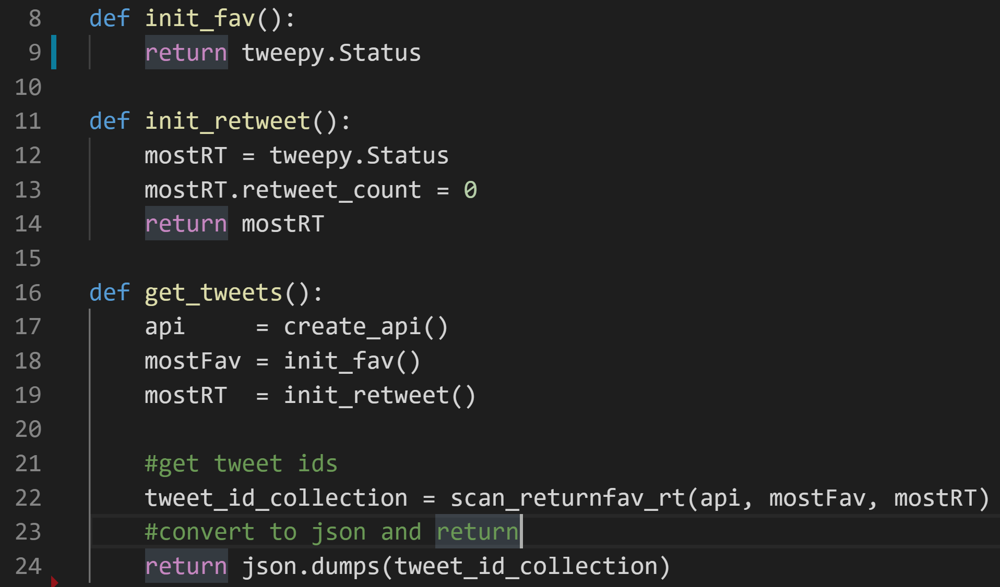 8 def init_fav():
9 return tweepy.Status
10
11 def init_retweet():
12 mostRT = tweepy.Status
13 mostRT.retweet_count = 0
14 return mostRT
15
16 def get_tweets():
17 api     = create_api()
18 mostFav = init_fav()
19 mostRT  = init_retweet()
20
21 #get tweet ids
22 tweet_id_collection = scan_returnfav_rt(api, mostFav, mostRT)
23 #convert to json and return
24 return json.dumps(tweet_id_collection)